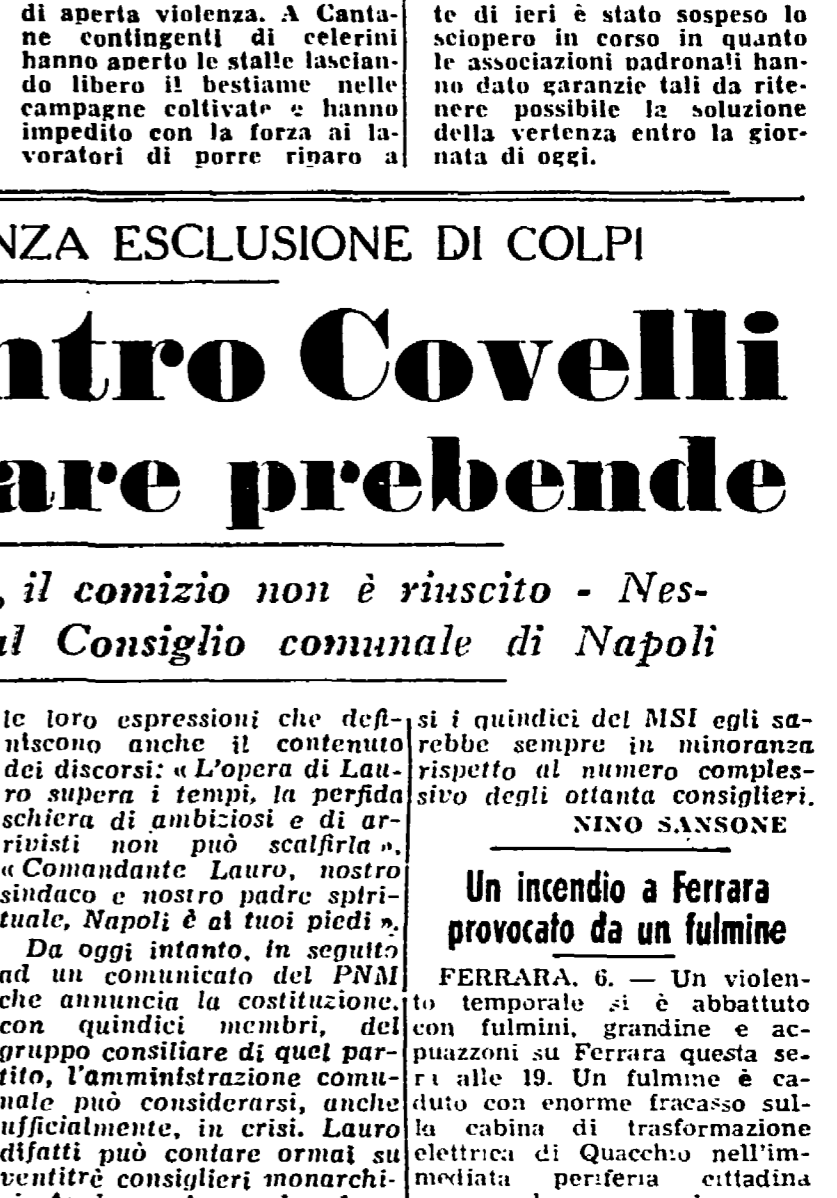 di aperta violenza. A Canta-
ne contingenti di celerini
hanno aperto le stalle lascian-
do libero il bestiame nelle
campagne coltivate e hanno
impedito con la forza ai la-
voratori di porre riparo a
te di ieri è stato sospeso lo
sciopero in corso in quanto
le associazioni padronali han-
no dato garanzie tali da rite-
nere possibile la soluzione
della vertenza entro la gior-
nata di oggi.
NZA ESCLUSIONE DI COLPI
ntro Covelli
are prebende
, il comizio non è riuscito - Nes-
al Consiglio comunale di Napoli
le loro espressioni che defi-
niscono anche il contenuto
dei discorsi: « L'opera di Lau-
ro supera i tempi, la perfida
schiera di ambiziosi e di ar-
rivisti non può scalfirla »,
« Comandante Lauro, nostro
sindaco e nostro padre spiri-
tuale, Napoli è ai tuoi piedi ».
Da oggi intanto, in seguito
ad un comunicato del PNM
che annuncia la costituzione,
con quindici membri, del
gruppo consiliare di quel par-
tito, l'amministrazione comu-
nale può considerarsi, anche
ufficialmente, in crisi. Lauro
difatti può contare ormai su
ventitrè consiglieri monarchi-
si i quindici del MSI egli sa-
rebbe sempre in minoranza
rispetto al numero comples-
sivo degli ottanta consiglieri.
NINO SANSONE
Un incendio a Ferrara
provocato da un fulmine
FERRARA, 6. — Un violen-
to temporale si è abbattuto
con fulmini, grandine e ac-
puazzoni su Ferrara questa se-
ra alle 19. Un fulmine è ca-
duto con enorme fracasso sul-
la cabina di trasformazione
elettrica di Quacchio nell'im-
mediata periferia cittadina